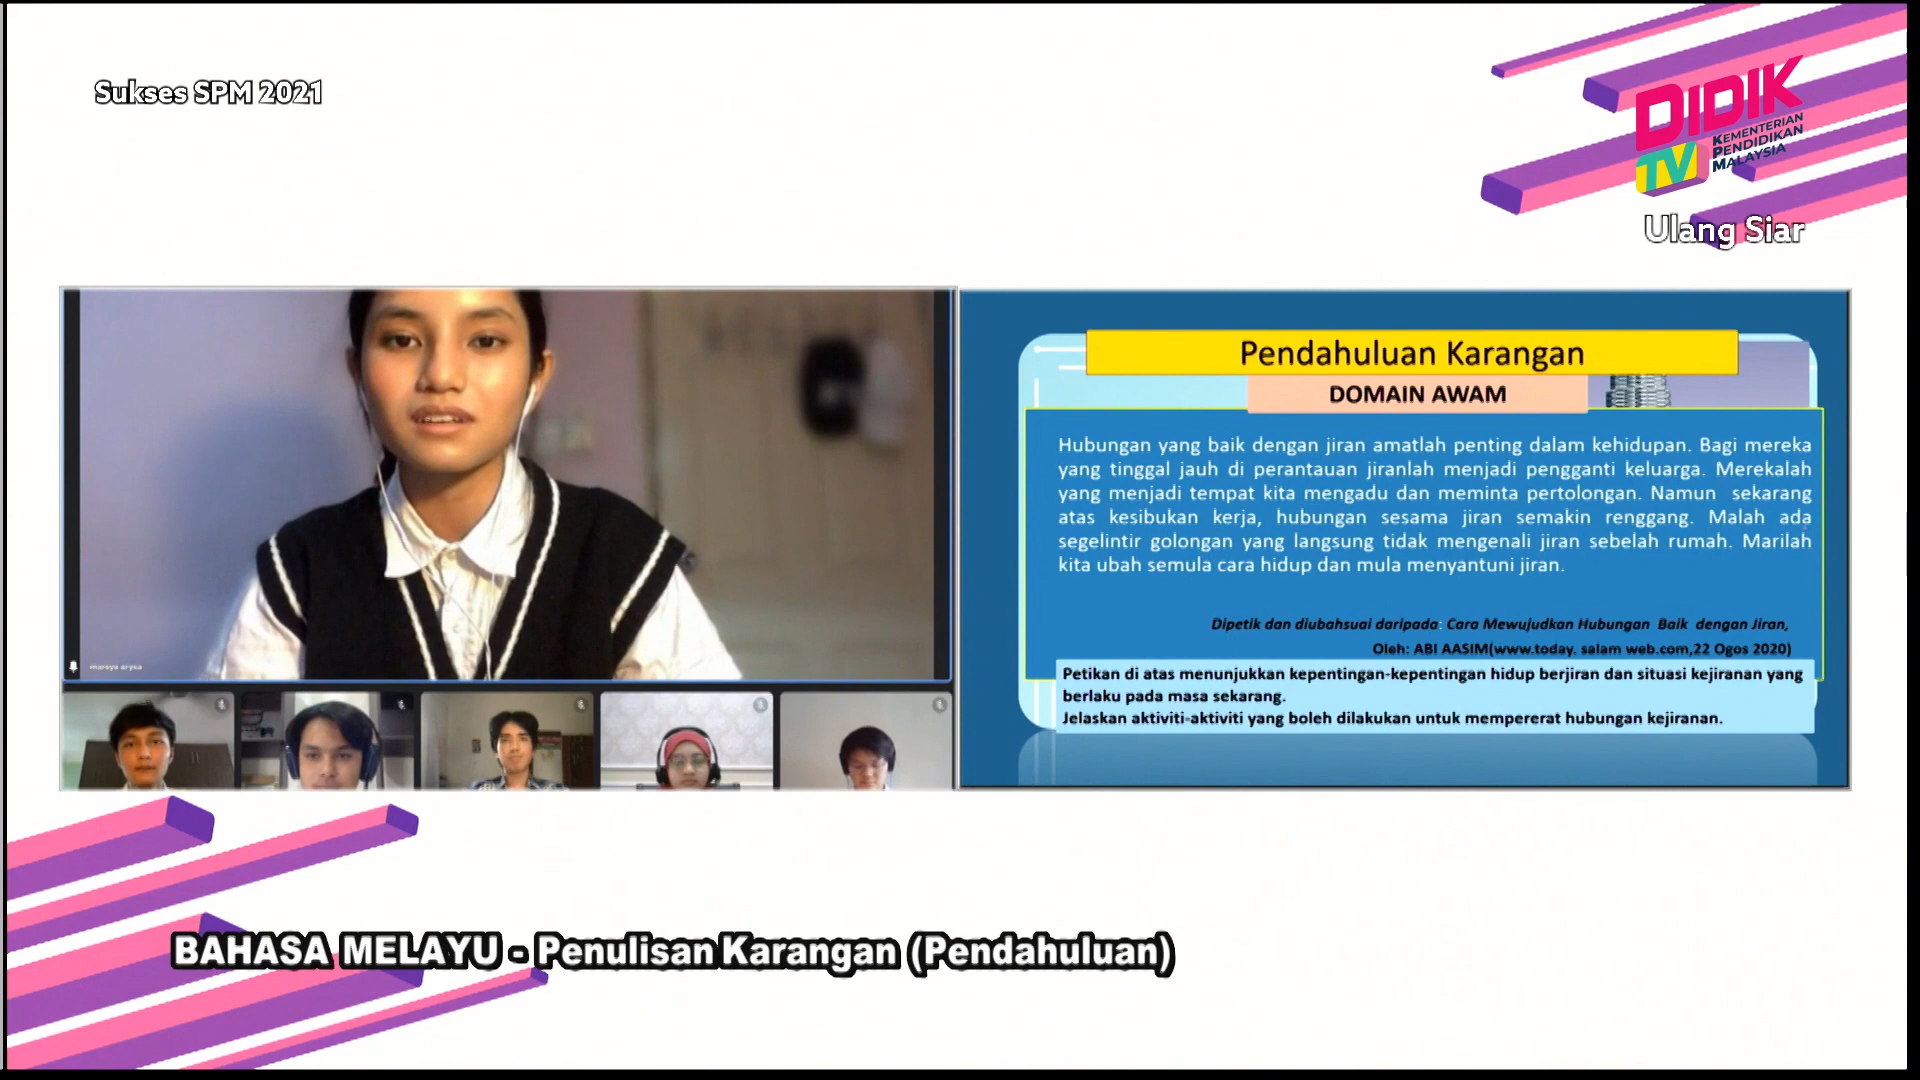 Sukses SPM 2021
DIDIK
TV
KEMENTERIAN
PENDIDIKAN
MALAYSIA
Ulang Siar
marsya arysa
Pendahuluan Karangan
DOMAIN AWAM
Hubungan yang baik dengan jiran amatlah penting dalam kehidupan. Bagi mereka
yang tinggal jauh di perantauan jiranlah menjadi pengganti keluarga. Merekalah
yang menjadi tempat kita mengadu dan meminta pertolongan. Namun sekarang
atas kesibukan kerja, hubungan sesama jiran semakin renggang. Malah ada
segelintir golongan yang langsung tidak mengenali jiran sebelah rumah. Marilah
kita ubah semula cara hidup dan mula menyantuni jiran.
Dipetik dan diubahsuai daripada: Cara Mewujudkan Hubungan Baik dengan Jiran,
Oleh: ABI AASIM(www.today. salam web.com,22 Ogos 2020)
Petikan di atas menunjukkan kepentingan-kepentingan hidup berjiran dan situasi kejiranan yang
berlaku pada masa sekarang.
Jelaskan aktiviti-aktiviti yang boleh dilakukan untuk mempererat hubungan kejiranan.
BAHASA MELAYU - Penulisan Karangan (Pendahuluan)